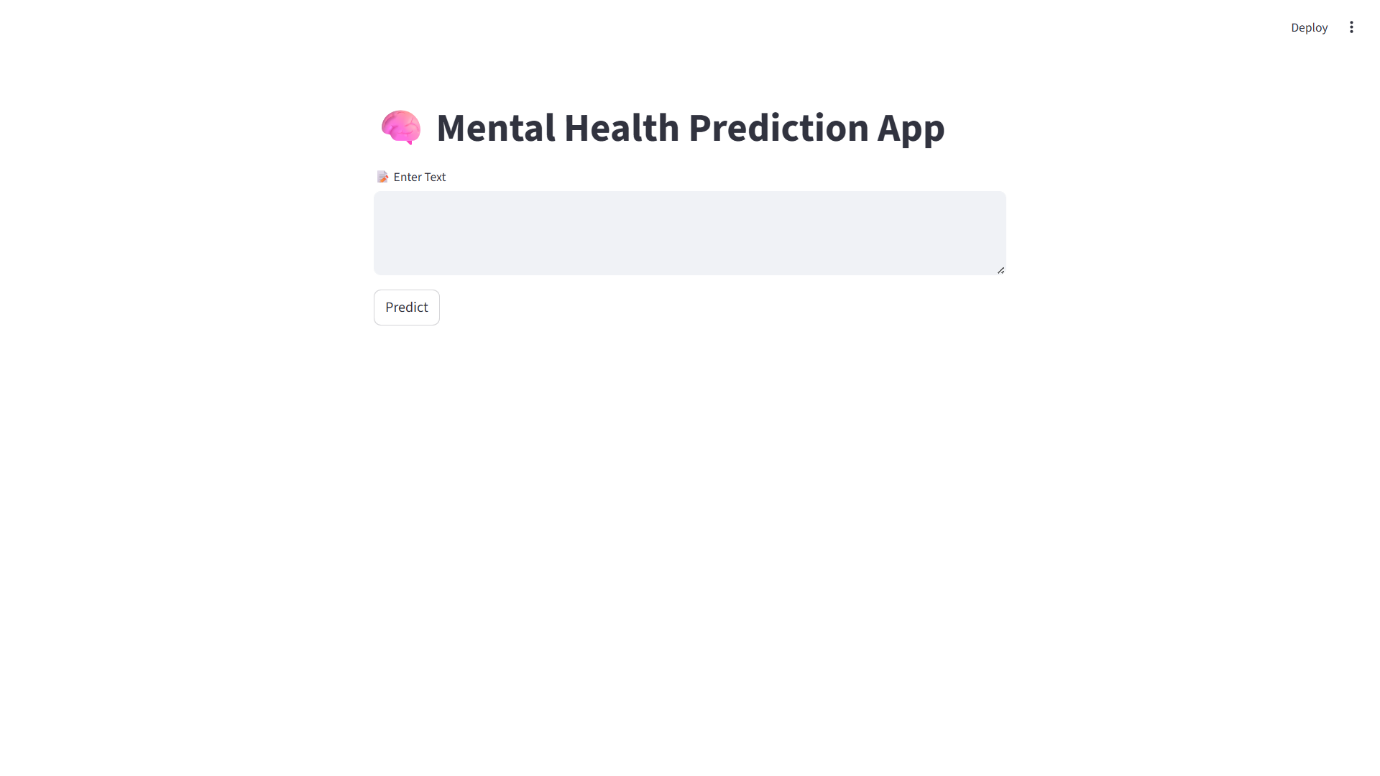 Deploy
🧠 Mental Health Prediction App
📝 Enter Text
Predict